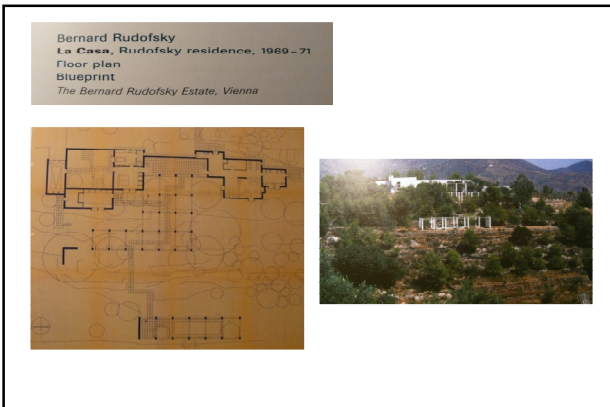 Bernard Rudofsky
La Casa, Rudofsky residence, 1969–71
Floor plan
Blueprint
The Bernard Rudofsky Estate, Vienna